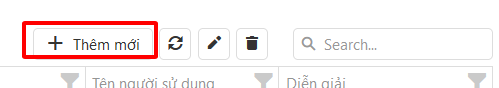 Thêm mới Search...
Tên người sử dụng Diễn giải